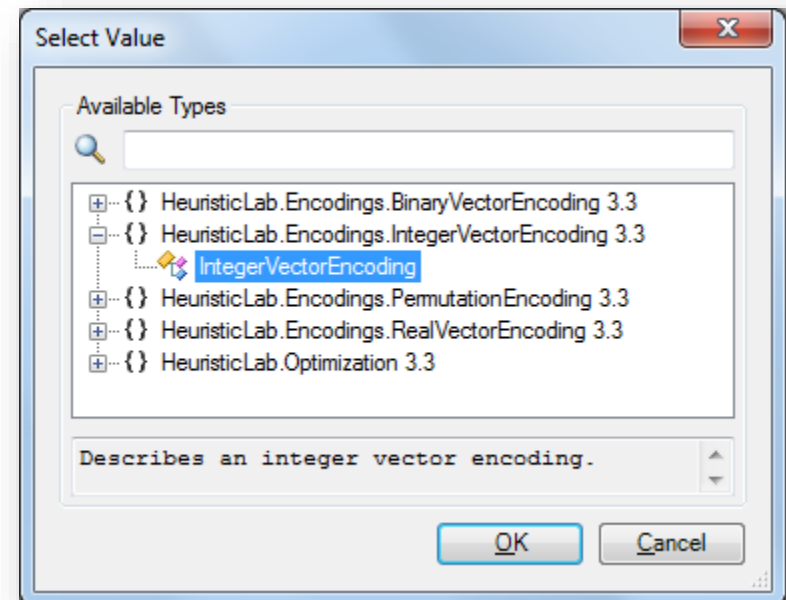 Select Value
Available Types
{} HeuristicLab.Encodings.BinaryVectorEncoding 3.3
{} HeuristicLab.Encodings.IntegerVectorEncoding 3.3
IntegerVectorEncoding
{} HeuristicLab.Encodings.PermutationEncoding 3.3
{} HeuristicLab.Encodings.RealVectorEncoding 3.3
{} HeuristicLab.Optimization 3.3
Describes an integer vector encoding.
OK Cancel